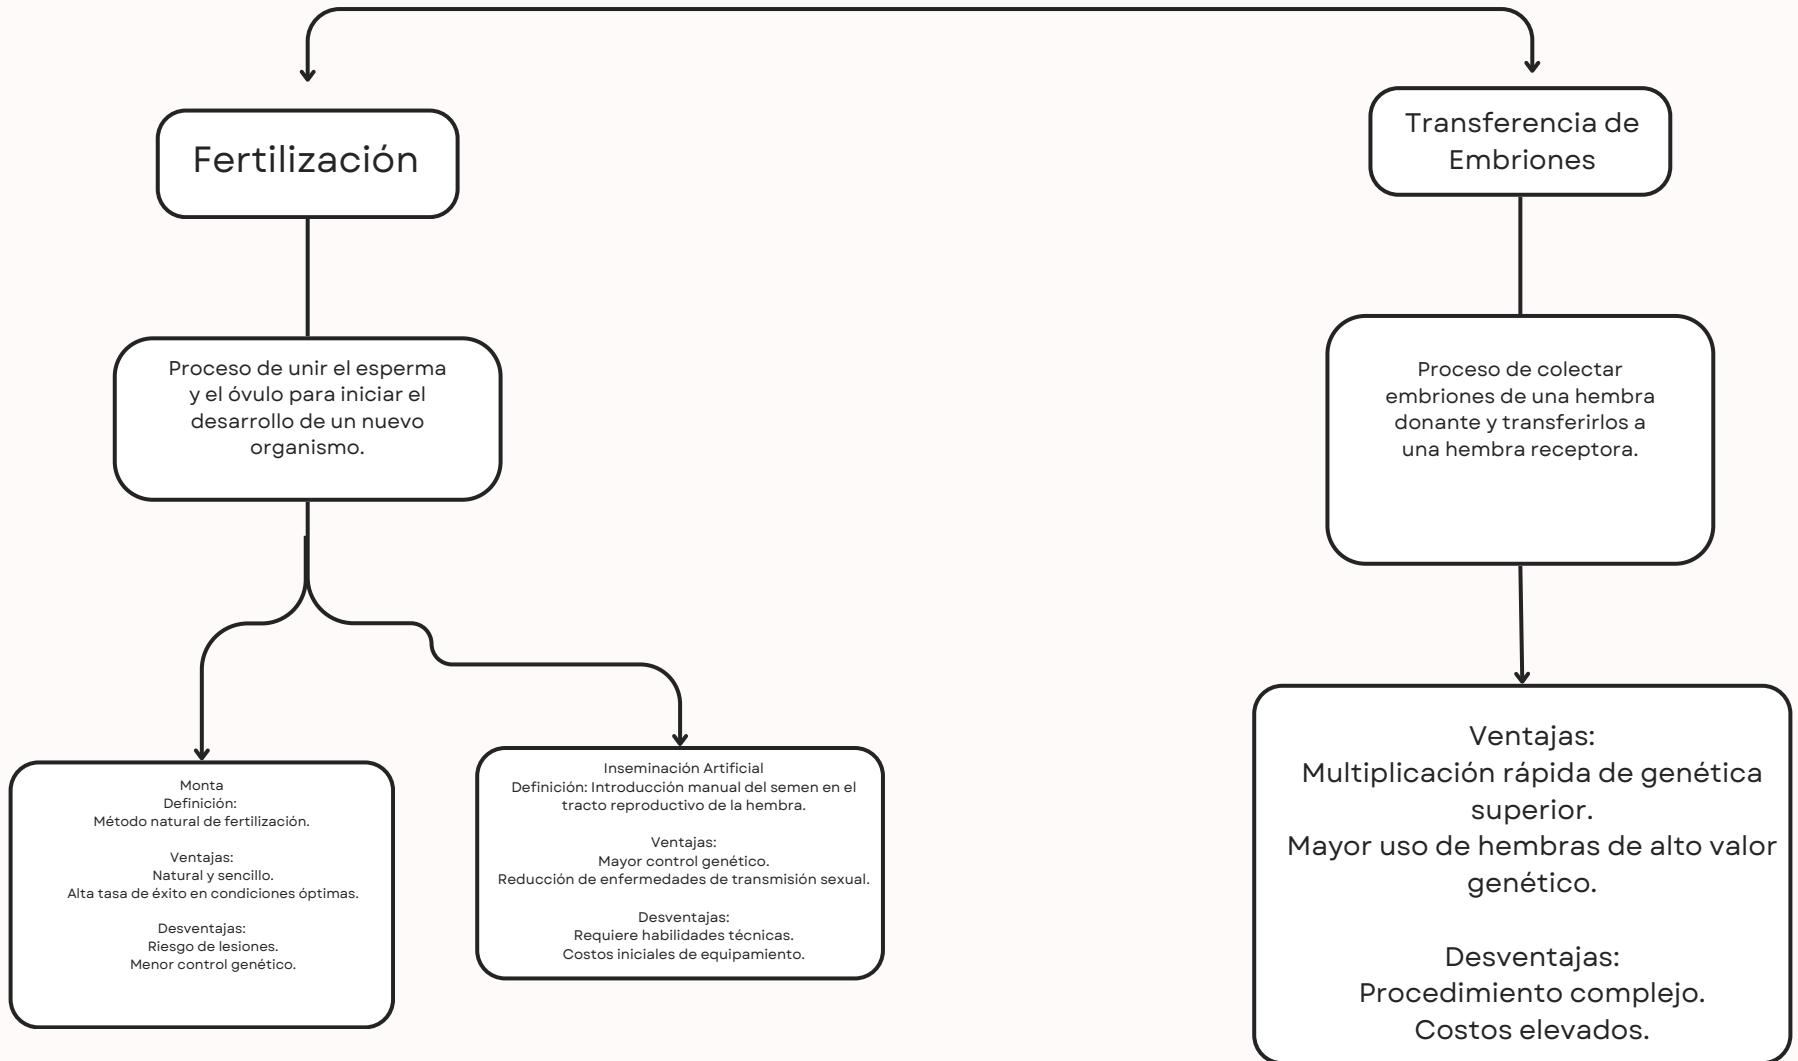 Fertilización
Transferencia de
Embriones
Proceso de unir el esperma
y el óvulo para iniciar el
desarrollo de un nuevo
organismo.
Proceso de colectar
embriones de una hembra
donante y transferirlos a
una hembra receptora.
Monta
Definición:
Método natural de fertilización.
Ventajas:
Natural y sencillo.
Alta tasa de éxito en condiciones óptimas.
Desventajas:
Riesgo de lesiones.
Menor control genético.
Inseminación Artificial
Definición: Introducción manual del semen en el
tracto reproductivo de la hembra.
Ventajas:
Mayor control genético.
Reducción de enfermedades de transmisión sexual.
Desventajas:
Requiere habilidades técnicas.
Costos iniciales de equipamiento.
Ventajas:
Multiplicación rápida de genética
superior.
Mayor uso de hembras de alto valor
genético.
Desventajas:
Procedimiento complejo.
Costos elevados.